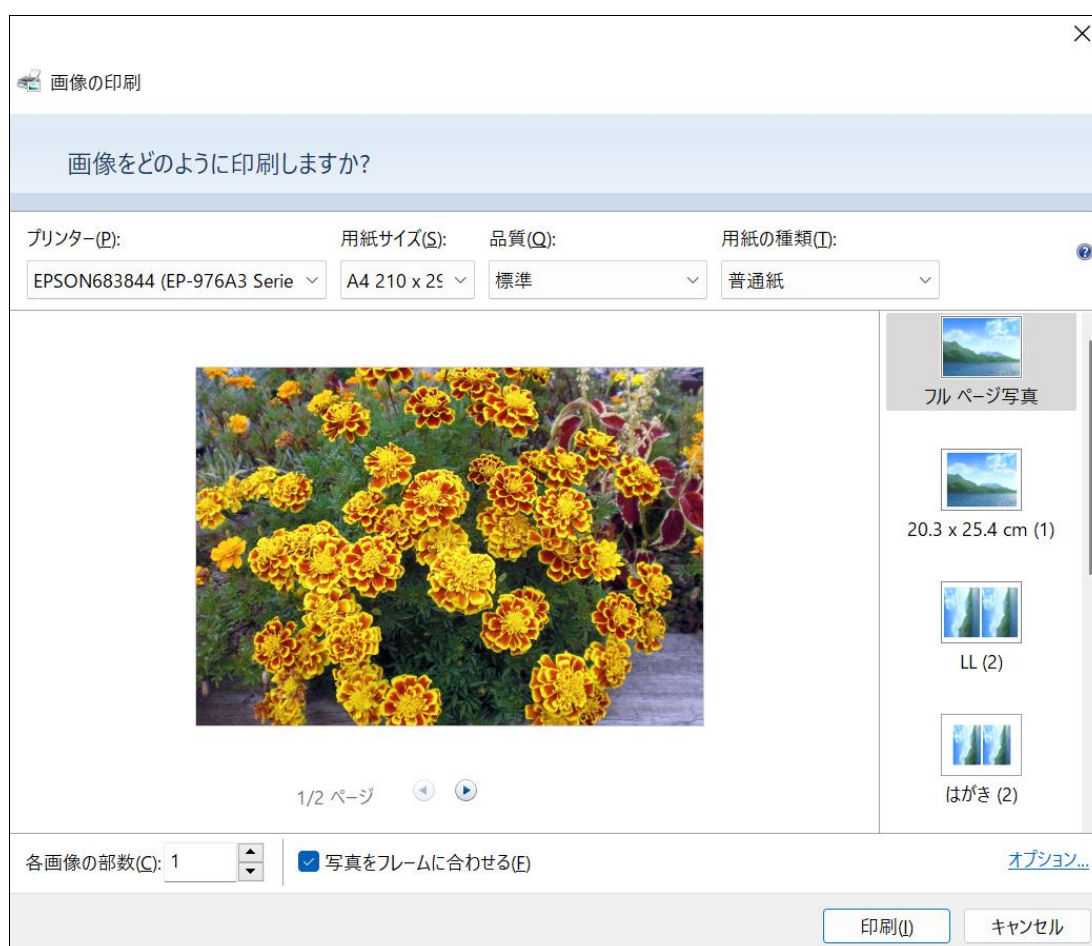 画像の印刷
画像をどのように印刷しますか?
プリンター(P): 用紙サイズ(S): 品質(Q): 用紙の種類(T):
EPSON683844 (EP-976A3 Serie A4 210 x 29 標準 普通紙
フル ページ写真
20.3 x 25.4 cm (1)
LL (2)
はがき (2)
1/2 ページ
各画像の部数(C): 1 写真をフレームに合わせる(F) オプション...
印刷(I) キャンセル